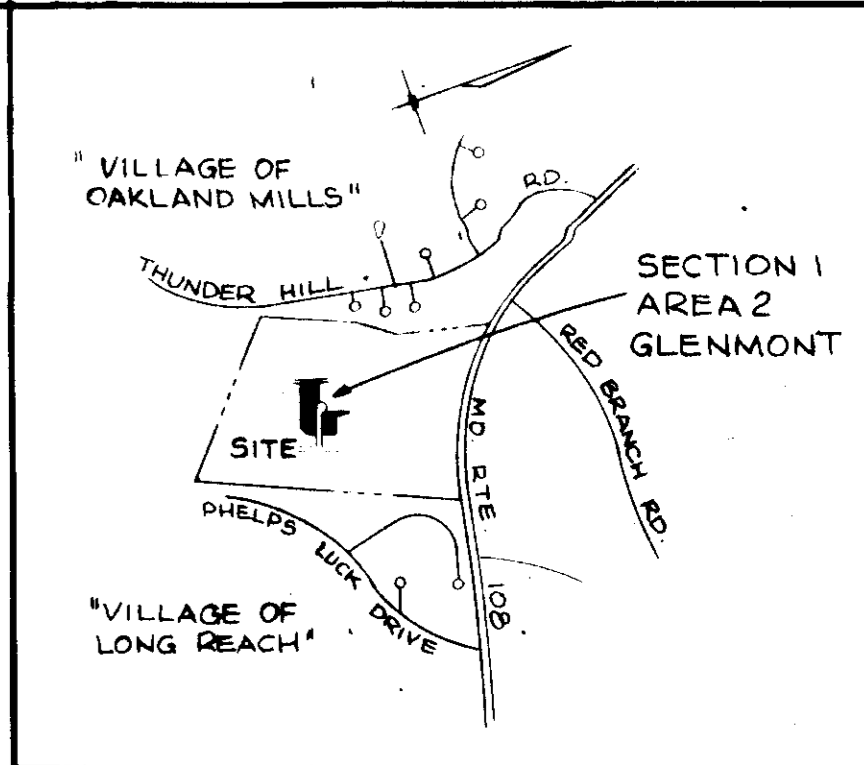 "VILLAGE OF
OAKLAND MILLS"
RD.
THUNDER HILL
SECTION 1
AREA 2
GLENMONT
RED BRANCH RD.
MD. RTE. 108
SITE
PHELPS LUCK DRIVE
"VILLAGE OF
LONG REACH"